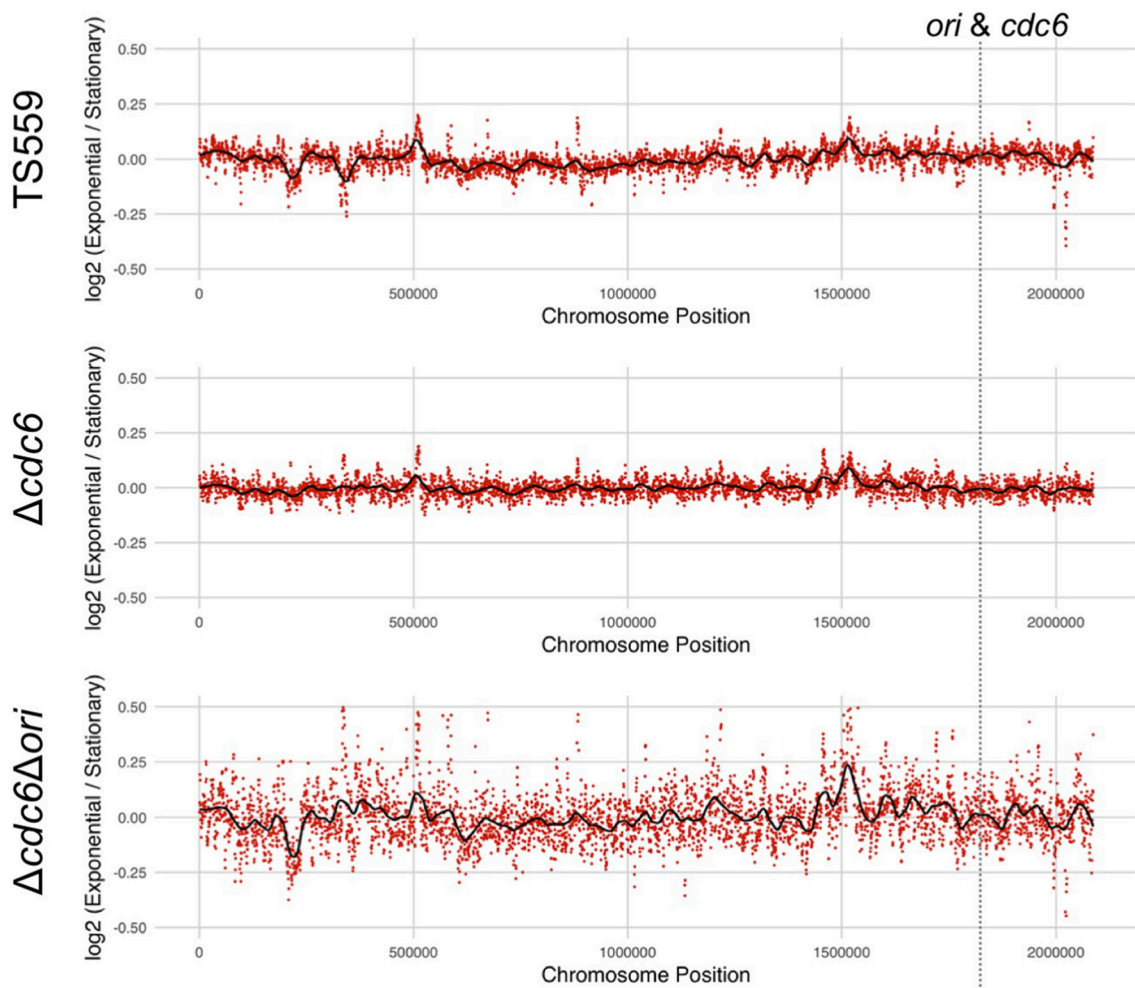 ori & cdc6
TS559
log2 (Exponential / Stationary)
0.50
0.25
0.00
-0.25
-0.50
0 500000 1000000 1500000 2000000
Chromosome Position
Δcdc6
log2 (Exponential / Stationary)
0.50
0.25
0.00
-0.25
-0.50
0 500000 1000000 1500000 2000000
Chromosome Position
Δcdc6Δori
log2 (Exponential / Stationary)
0.50
0.25
0.00
-0.25
-0.50
0 500000 1000000 1500000 2000000
Chromosome Position